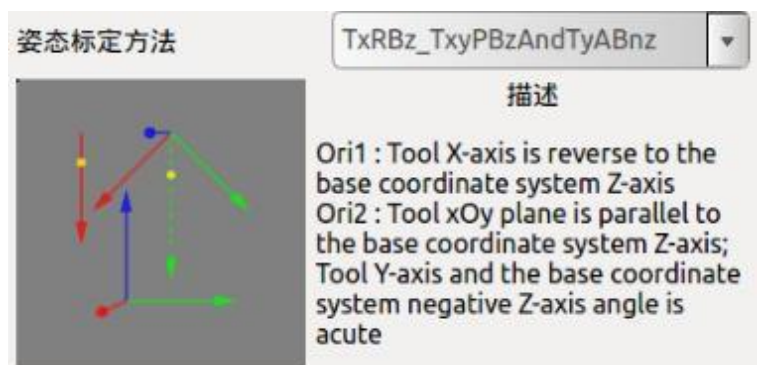 姿态标定方法
TxRBz_TxyPBzAndTyABnz
描述
Ori1 : Tool X-axis is reverse to the
base coordinate system Z-axis
Ori2 : Tool xOy plane is parallel to
the base coordinate system Z-axis;
Tool Y-axis and the base coordinate
system negative Z-axis angle is
acute